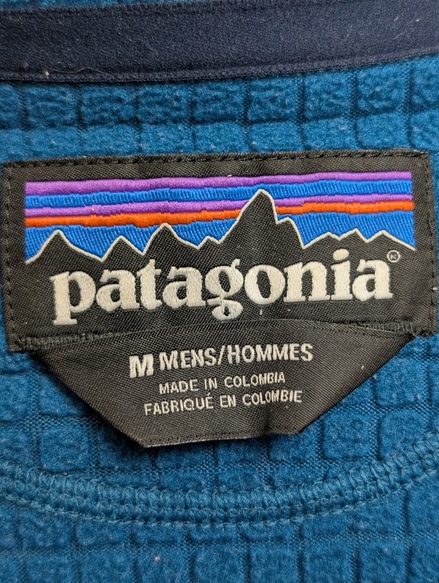 patagonia®
M MENS/HOMMES
MADE IN COLOMBIA
FABRIQUÉ EN COLOMBIE